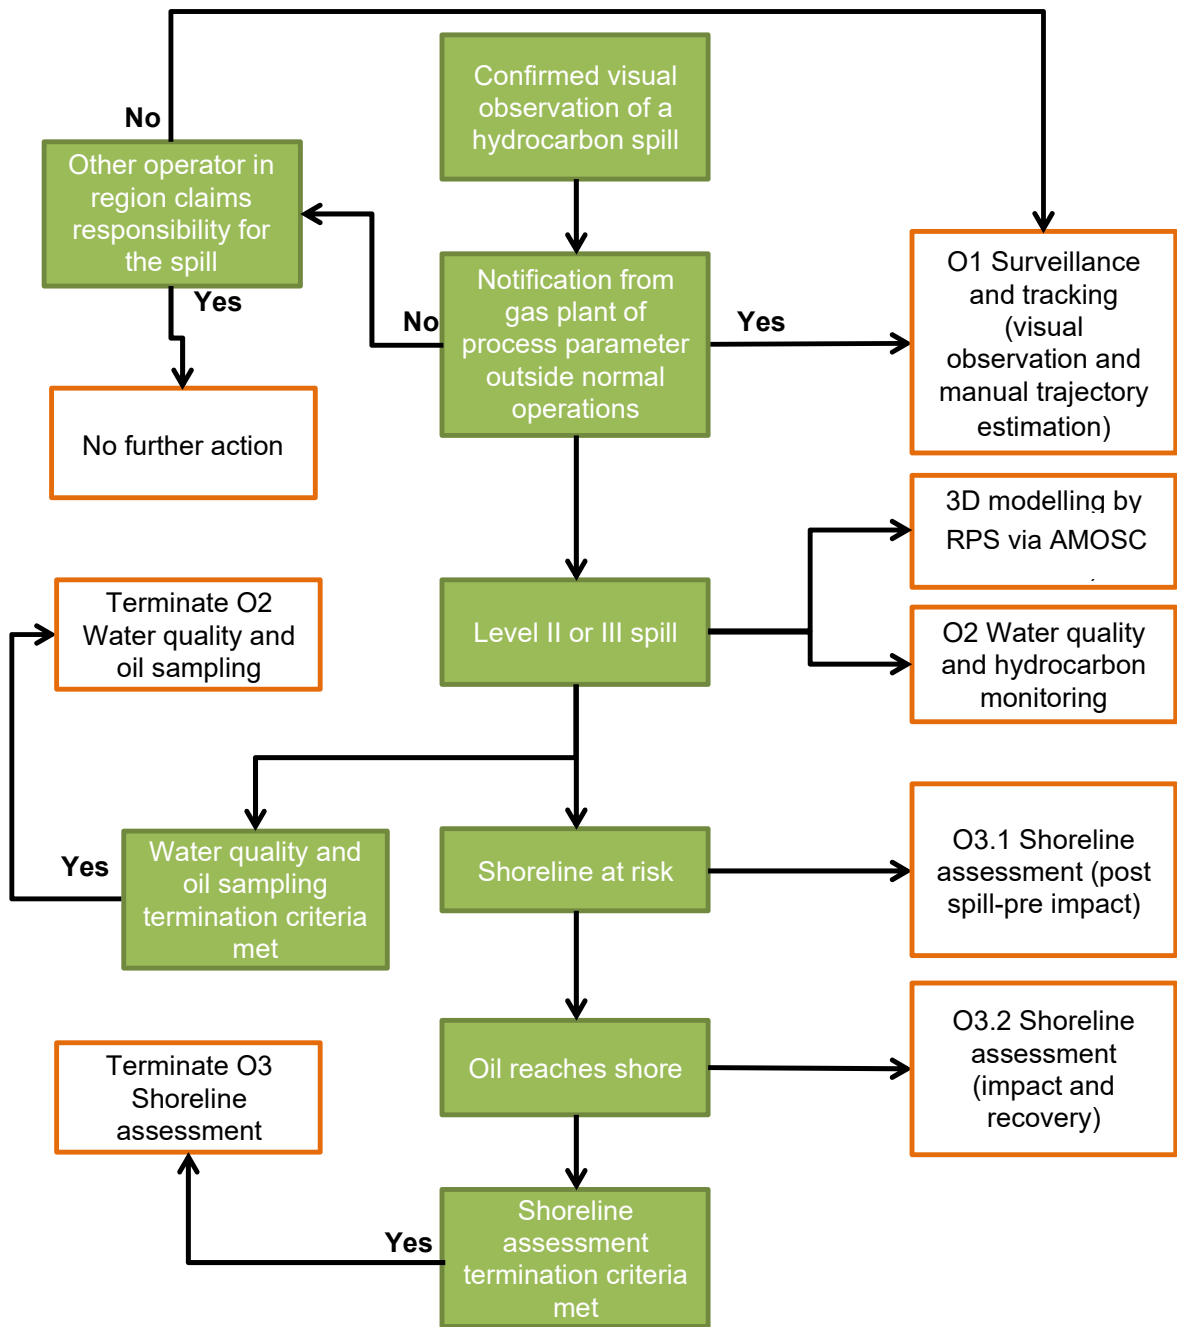 Confirmed visual
observation of a
hydrocarbon spill
No
Other operator in
region claims
responsibility for
the spill
Yes
No further action
Notification from
gas plant of
process parameter
outside normal
operations
No
Yes
O1 Surveillance
and tracking
(visual
observation and
manual trajectory
estimation)
3D modelling by
RPS via AMOSC
Level II or III spill
O2 Water quality
and hydrocarbon
monitoring
Terminate O2
Water quality and
oil sampling
Yes
Water quality and
oil sampling
termination criteria
met
Shoreline at risk
O3.1 Shoreline
assessment (post
spill-pre impact)
Oil reaches shore
O3.2 Shoreline
assessment
(impact and
recovery)
Terminate O3
Shoreline
assessment
Yes
Shoreline
assessment
termination criteria
met